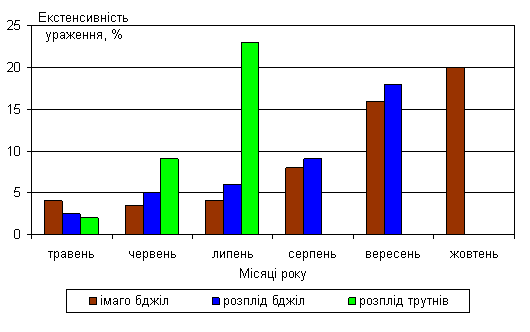 Екстенсивність
ураження, %
25
20
15
10
5
0
травень червень липень серпень вересень жовтень
Місяці року
імаго бджіл розплід бджіл розплід трутнів